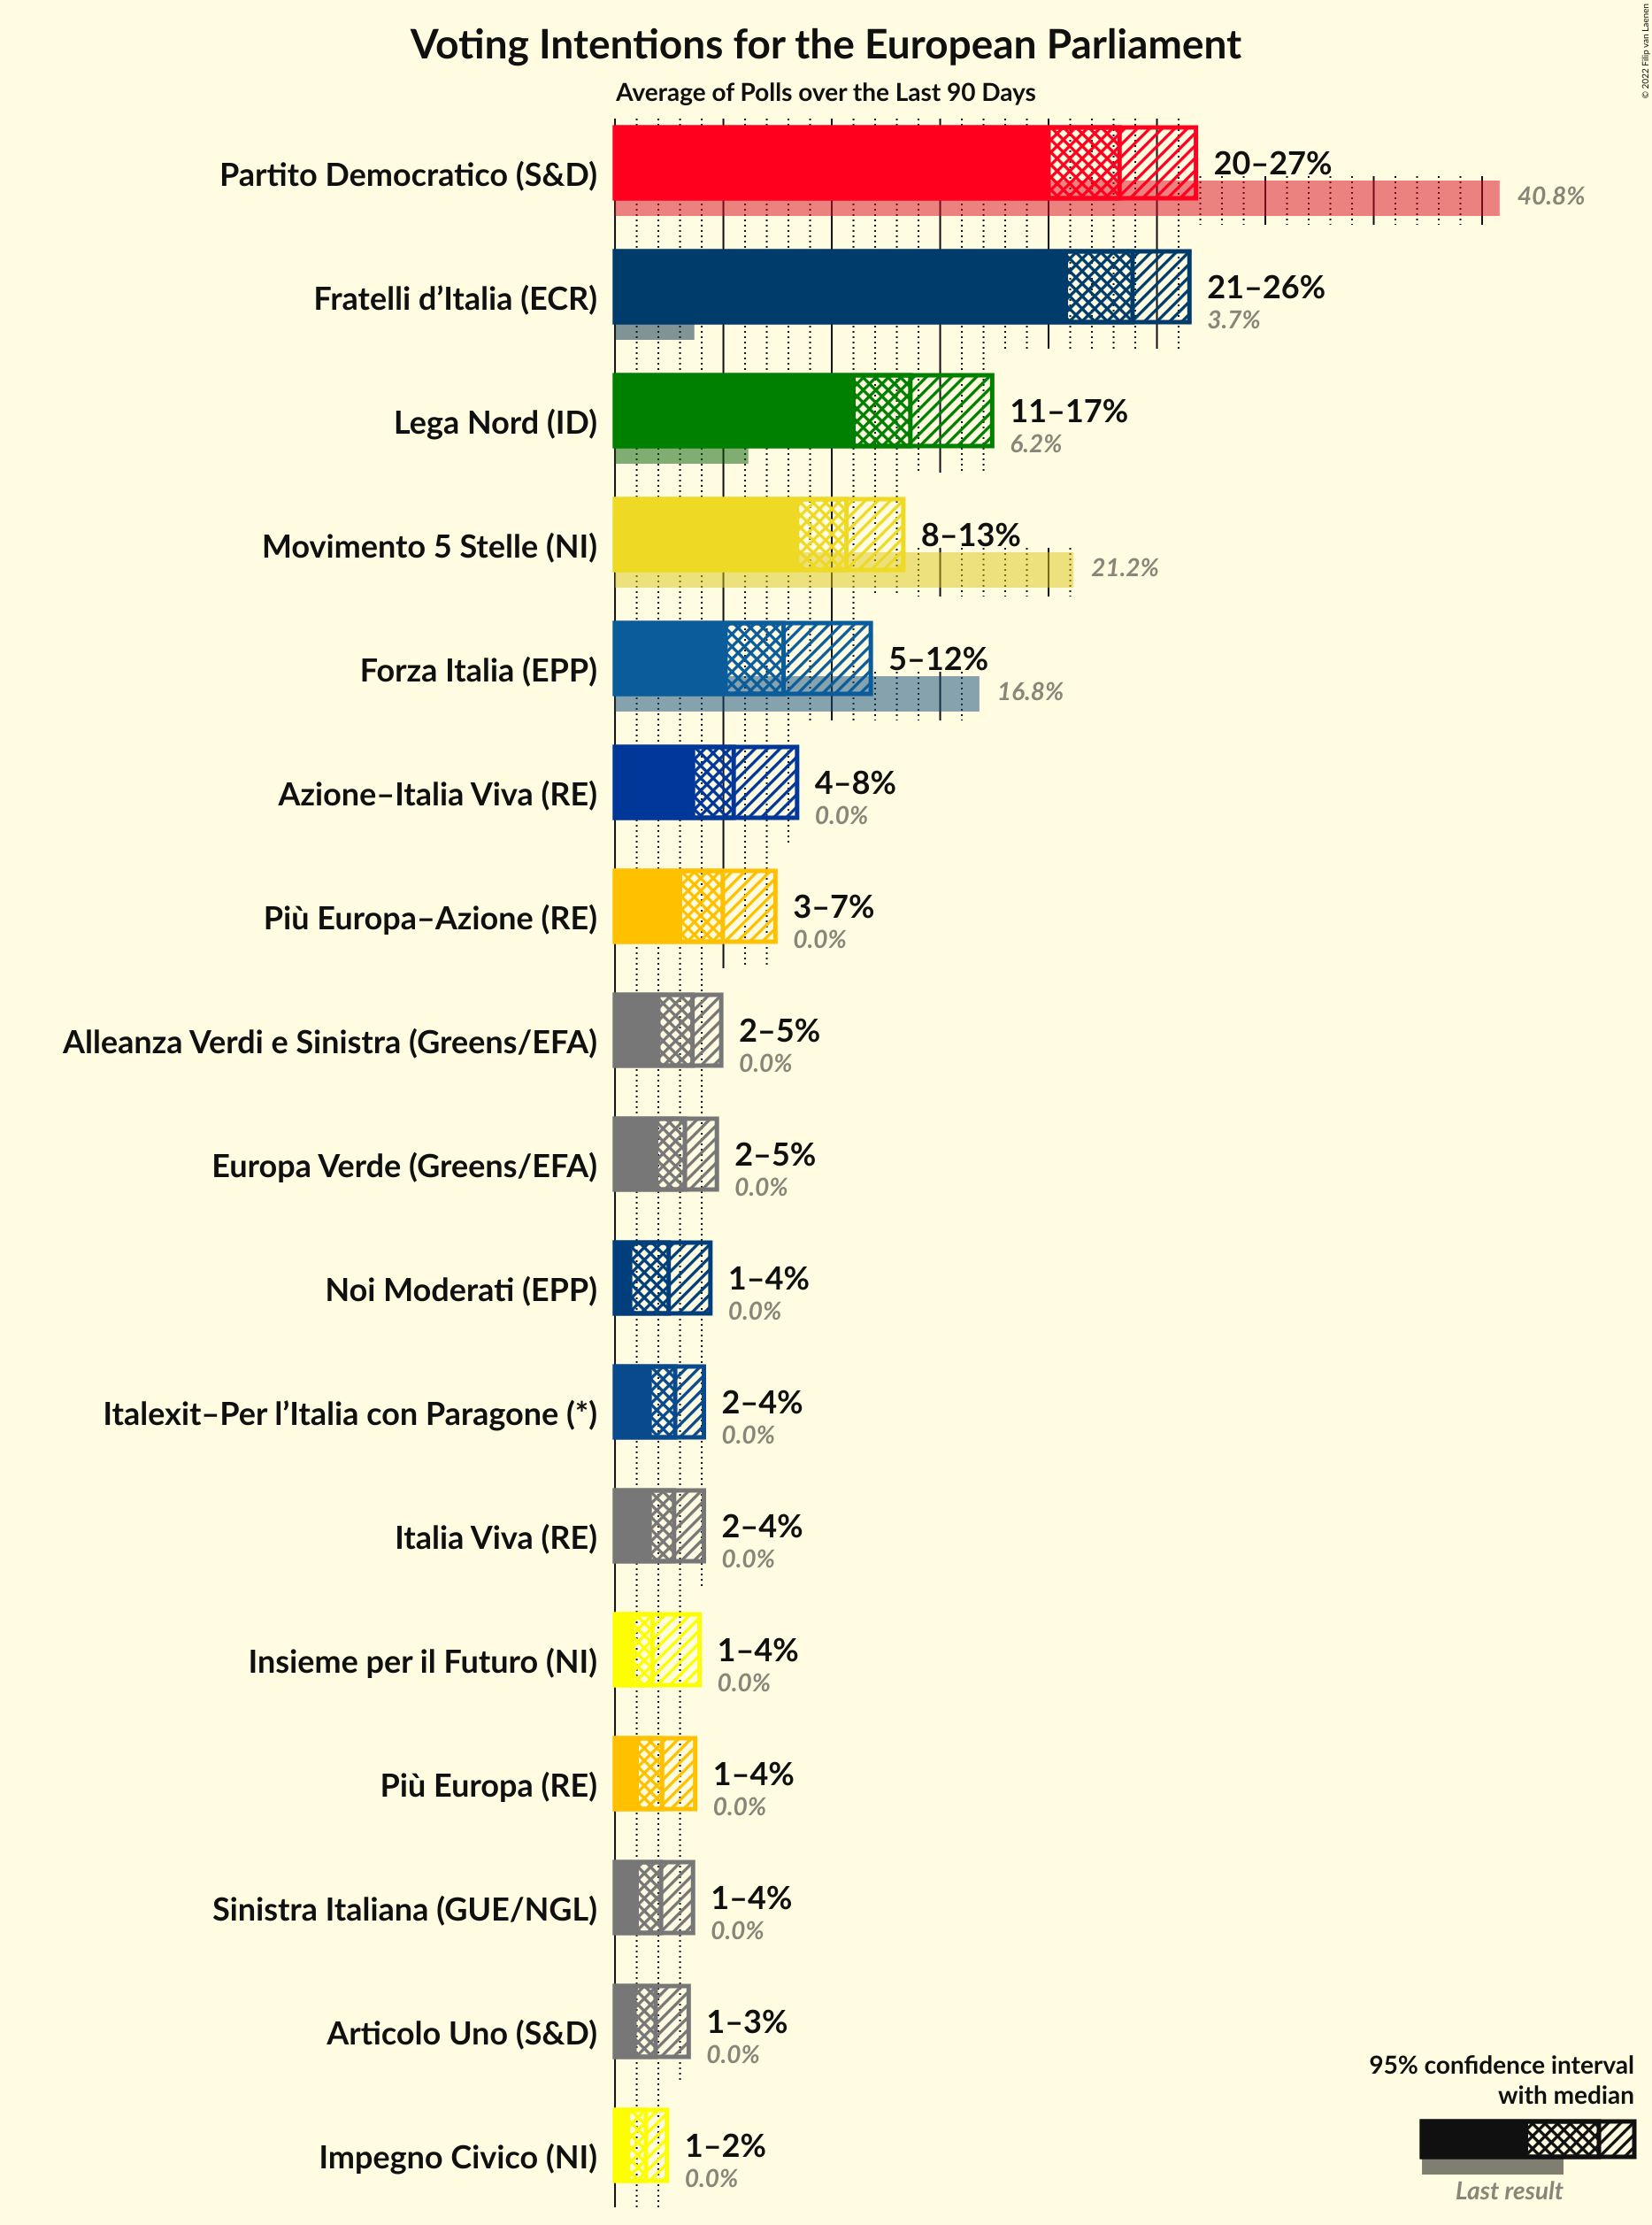 Voting Intentions for the European Parliament
Average of Polls over the Last 90 Days
© 2022 Filip van Laenen
Partito Democratico (S&D)
20–27%
40.8%
Fratelli d’Italia (ECR)
21–26%
3.7%
Lega Nord (ID)
11–17%
6.2%
Movimento 5 Stelle (NI)
8–13%
21.2%
Forza Italia (EPP)
5–12%
16.8%
Azione–Italia Viva (RE)
4–8%
0.0%
Più Europa–Azione (RE)
3–7%
0.0%
Alleanza Verdi e Sinistra (Greens/EFA)
2–5%
0.0%
Europa Verde (Greens/EFA)
2–5%
0.0%
Noi Moderati (EPP)
1–4%
0.0%
Italexit–Per l’Italia con Paragone (*)
2–4%
0.0%
Italia Viva (RE)
2–4%
0.0%
Insieme per il Futuro (NI)
1–4%
0.0%
Più Europa (RE)
1–4%
0.0%
Sinistra Italiana (GUE/NGL)
1–4%
0.0%
Articolo Uno (S&D)
1–3%
0.0%
Impegno Civico (NI)
1–2%
0.0%
95% confidence interval
with median
Last result